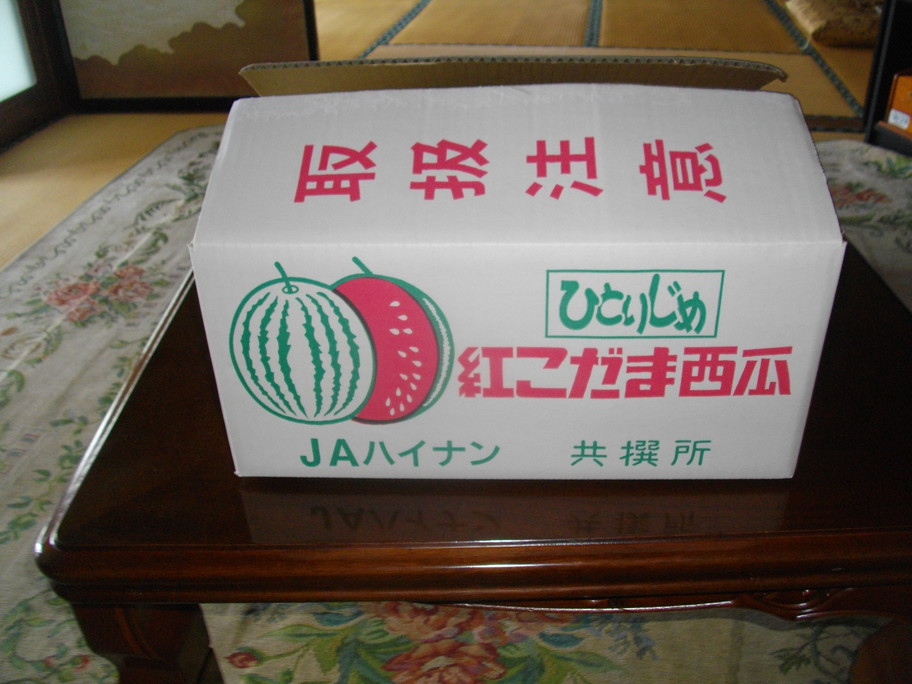 取扱注意
ひとりじめ
紅こだま西瓜
JAハイナン 共撰所